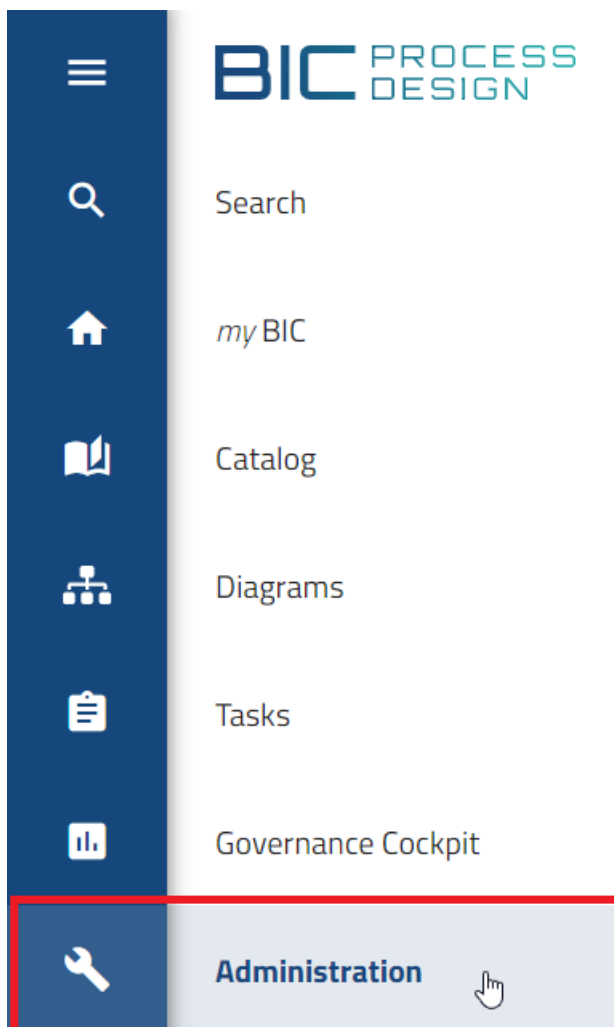 BIC PROCESS
DESIGN
Search
my BIC
Catalog
Diagrams
Tasks
Governance Cockpit
Administration